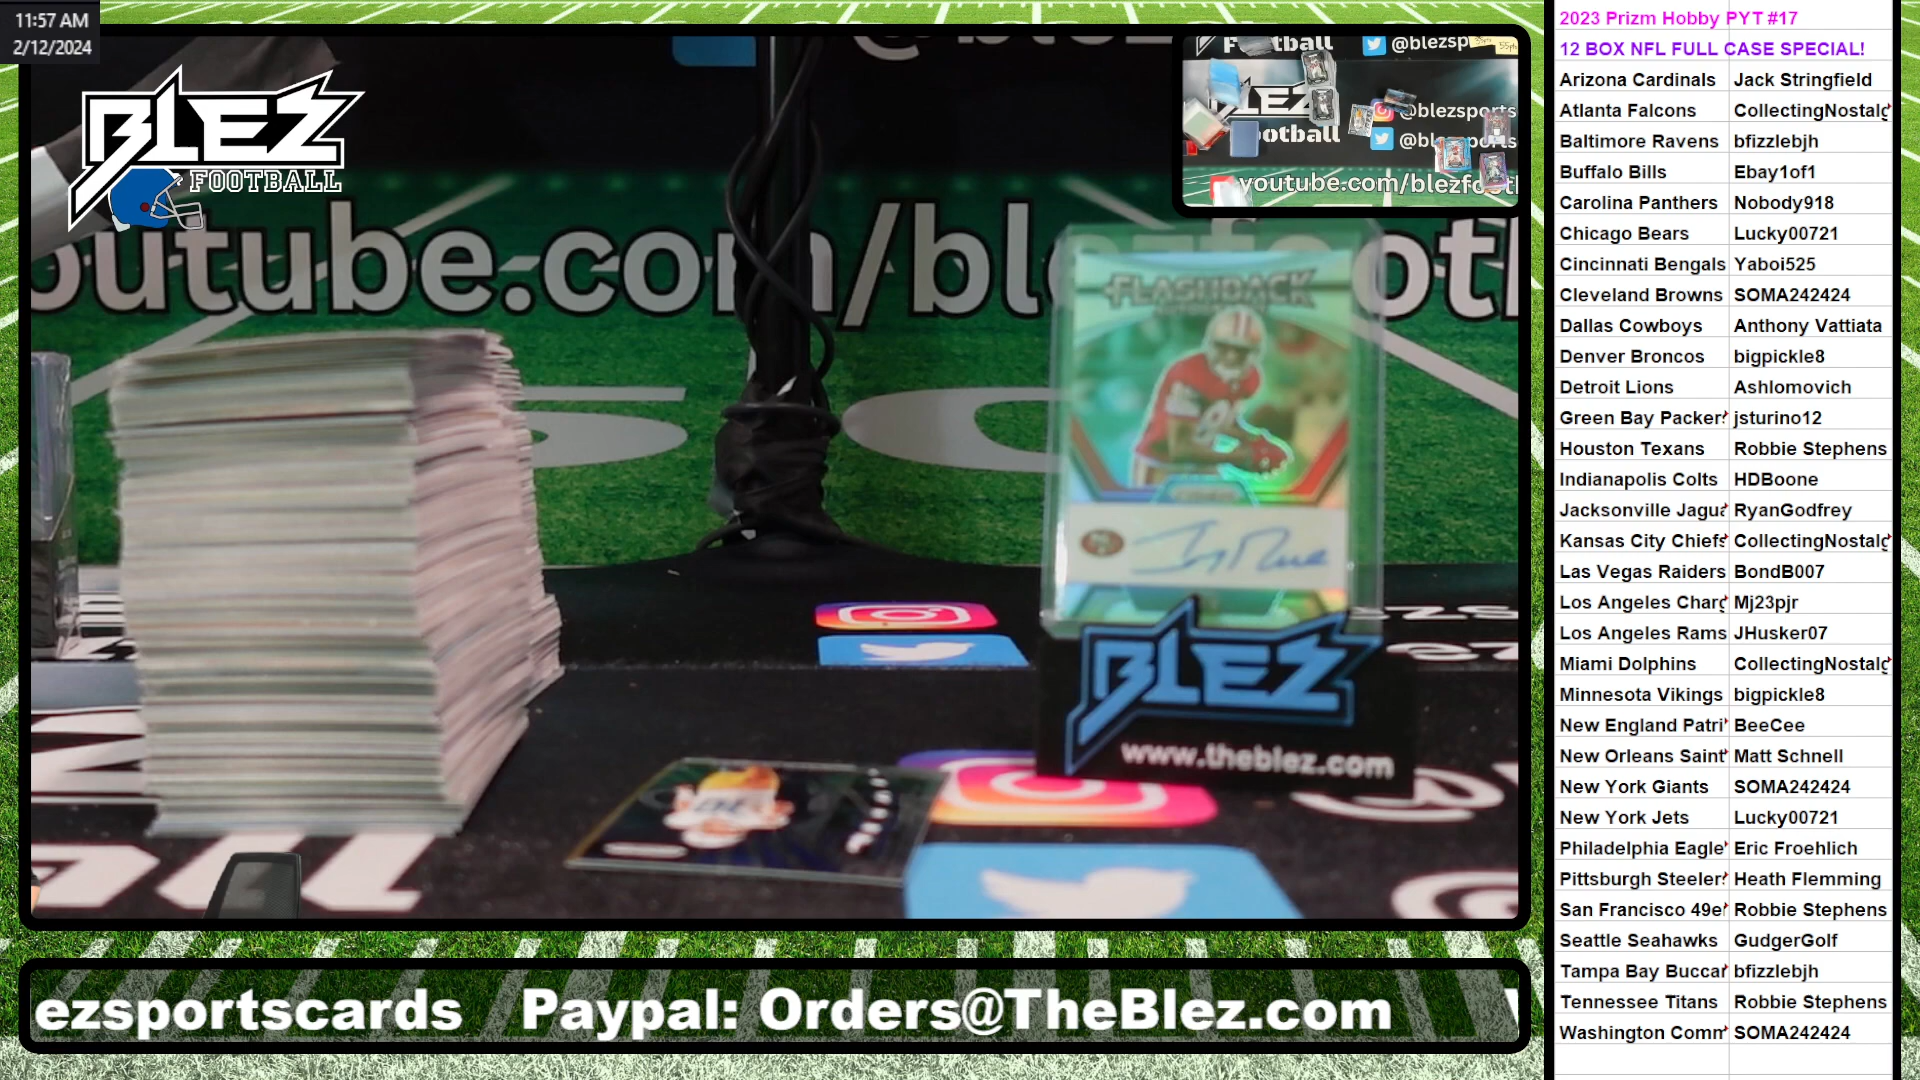 11:57 AM
2/12/2024
BLEZ
FOOTBALL
outube.com/blezfootl
FLASHBACK
BLEZ
www.theblez.com
@blezsp
@blezsports
otball
youtube.com/blezfootl
ezsportscards Paypal: Orders@TheBlez.com
2023 Prizm Hobby PYT #17
12 BOX NFL FULL CASE SPECIAL!
Arizona Cardinals Jack Stringfield
Atlanta Falcons CollectingNostalg
Baltimore Ravens bfizzlebjh
Buffalo Bills Ebay1of1
Carolina Panthers Nobody918
Chicago Bears Lucky00721
Cincinnati Bengals Yaboi525
Cleveland Browns SOMA242424
Dallas Cowboys Anthony Vattiata
Denver Broncos bigpickle8
Detroit Lions Ashlomovich
Green Bay Packer jsturino12
Houston Texans Robbie Stephens
Indianapolis Colts HDBoone
Jacksonville Jagua RyanGodfrey
Kansas City Chiefs CollectingNostalg
Las Vegas Raiders BondB007
Los Angeles Charg Mj23pjr
Los Angeles Rams JHusker07
Miami Dolphins CollectingNostalg
Minnesota Vikings bigpickle8
New England Patri BeeCee
New Orleans Saint Matt Schnell
New York Giants SOMA242424
New York Jets Lucky00721
Philadelphia Eagle Eric Froehlich
Pittsburgh Steeler Heath Flemming
San Francisco 49er Robbie Stephens
Seattle Seahawks GudgerGolf
Tampa Bay Buccar bfizzlebjh
Tennessee Titans Robbie Stephens
Washington Comm SOMA242424